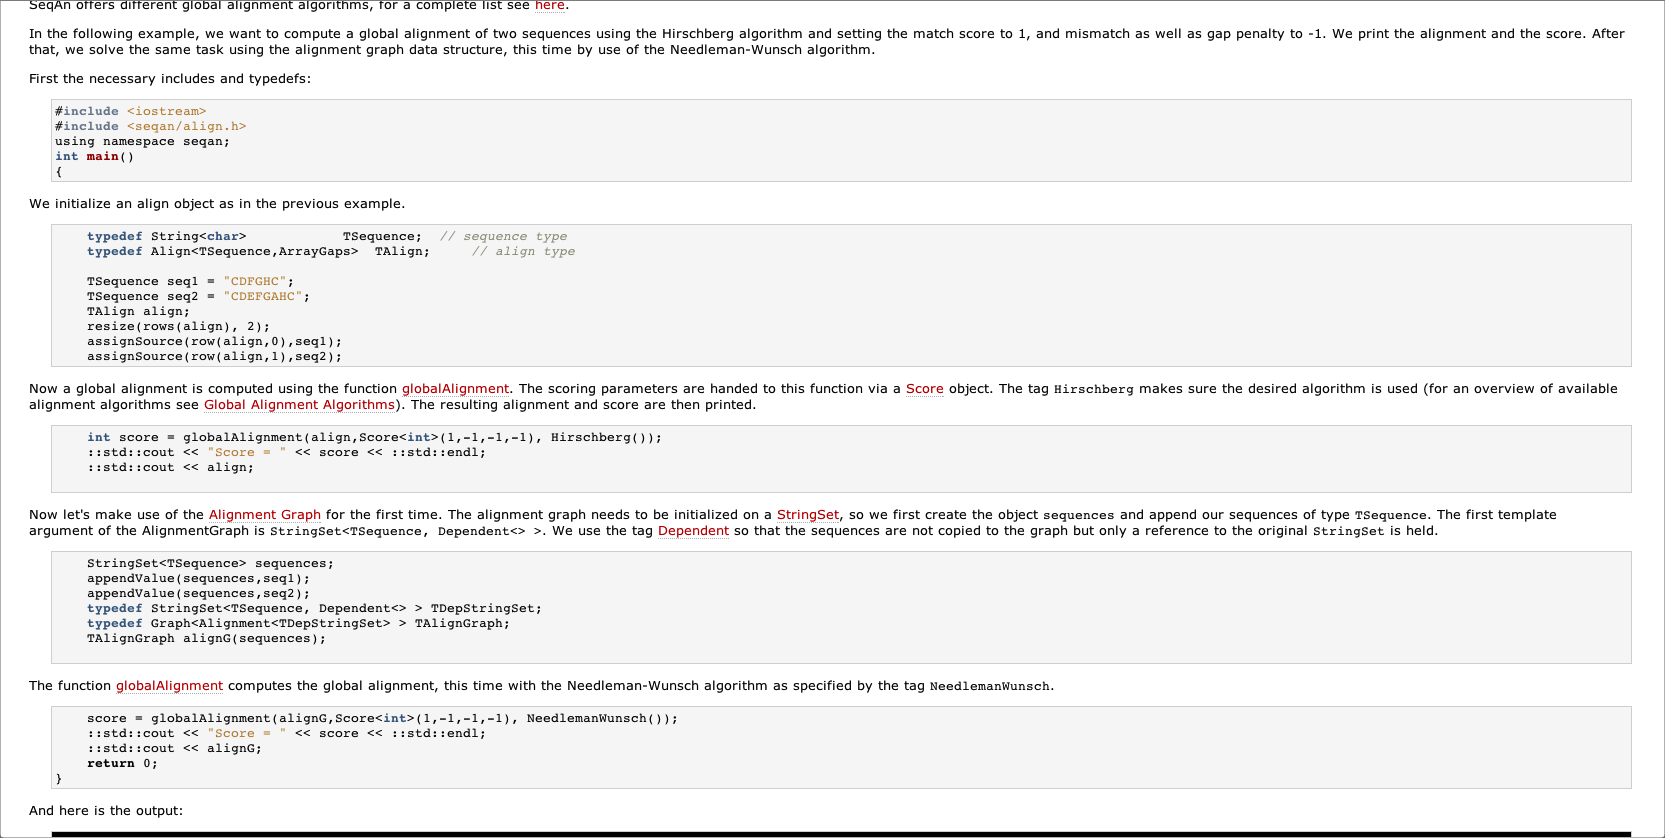 SeqAn offers different global alignment algorithms, for a complete list see here.
In the following example, we want to compute a global alignment of two sequences using the Hirschberg algorithm and setting the match score to 1, and mismatch as well as gap penalty to -1. We print the alignment and the score. After
that, we solve the same task using the alignment graph data structure, this time by use of the Needleman-Wunsch algorithm.
First the necessary includes and typedefs:
#include <iostream>
#include <seqan/align.h>
using namespace seqan;
int main()
{
We initialize an align object as in the previous example.
typedef String<char>            TSequence;  // sequence type
typedef Align<TSequence,ArrayGaps>  TAlign;     // align type
TSequence seq1 = "CDFGHC";
TSequence seq2 = "CDEFGAHC";
TAlign align;
resize(rows(align), 2);
assignSource(row(align,0),seq1);
assignSource(row(align,1),seq2);
Now a global alignment is computed using the function globalAlignment. The scoring parameters are handed to this function via a Score object. The tag Hirschberg makes sure the desired algorithm is used (for an overview of available
alignment algorithms see Global Alignment Algorithms). The resulting alignment and score are then printed.
int score = globalAlignment(align,Score<int>(1,-1,-1,-1), Hirschberg());
::std::cout << "Score = " << score << ::std::endl;
::std::cout << align;
Now let's make use of the Alignment Graph for the first time. The alignment graph needs to be initialized on a StringSet, so we first create the object sequences and append our sequences of type TSequence. The first template
argument of the AlignmentGraph is StringSet<TSequence, Dependent<> >. We use the tag Dependent so that the sequences are not copied to the graph but only a reference to the original StringSet is held.
StringSet<TSequence> sequences;
appendValue(sequences,seq1);
appendValue(sequences,seq2);
typedef StringSet<TSequence, Dependent<> > TDepStringSet;
typedef Graph<Alignment<TDepStringSet> > TAlignGraph;
TAlignGraph alignG(sequences);
The function globalAlignment computes the global alignment, this time with the Needleman-Wunsch algorithm as specified by the tag NeedlemanWunsch.
score = globalAlignment(alignG,Score<int>(1,-1,-1,-1), NeedlemanWunsch());
::std::cout << "Score = " << score << ::std::endl;
::std::cout << alignG;
return 0;
}
And here is the output: